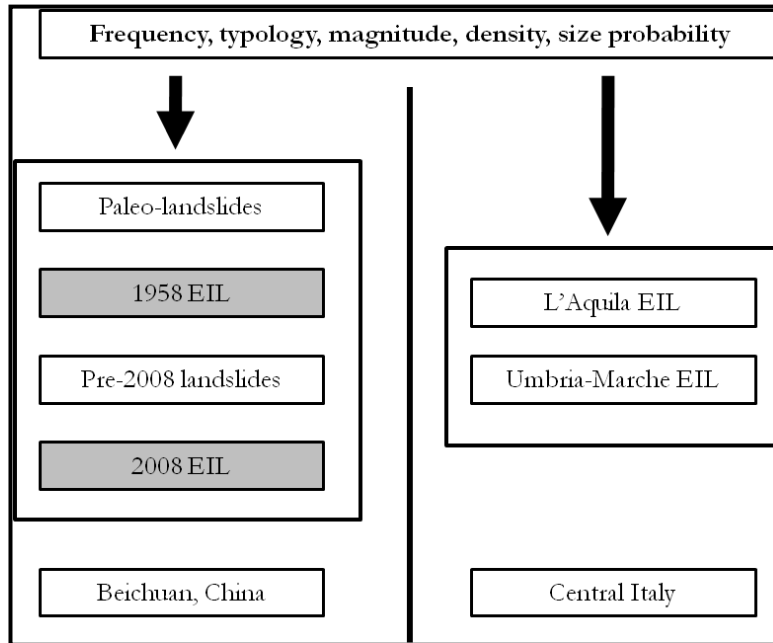 Frequency, typology, magnitude, density, size probability
Paleo-landslides
1958 EIL
Pre-2008 landslides
2008 EIL
Beichuan, China
L'Aquila EIL
Umbria-Marche EIL
Central Italy